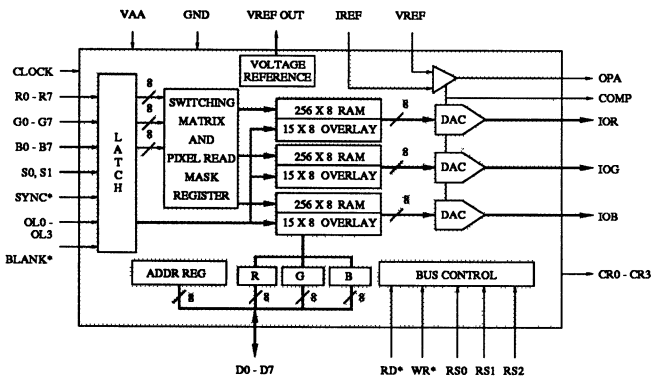 VAA GND VREF OUT IREF VREF
VOLTAGE
REFERENCE
CLOCK
R0 - R7
G0 - G7
B0 - B7
S0, S1
SYNC*
OL0 -
OL3
BLANK*
L
A
T
C
H
8
8
8
SWITCHING
MATRIX
AND
PIXEL READ
MASK
REGISTER
256 X 8 RAM
15 X 8 OVERLAY
256 X 8 RAM
15 X 8 OVERLAY
256 X 8 RAM
15 X 8 OVERLAY
8
8
8
DAC
DAC
DAC
OPA
COMP
IOR
IOG
IOB
CR0 - CR3
ADDR REG
R
G
B
8
8
8
8
BUS CONTROL
D0 - D7
RD* WR* RS0 RS1 RS2